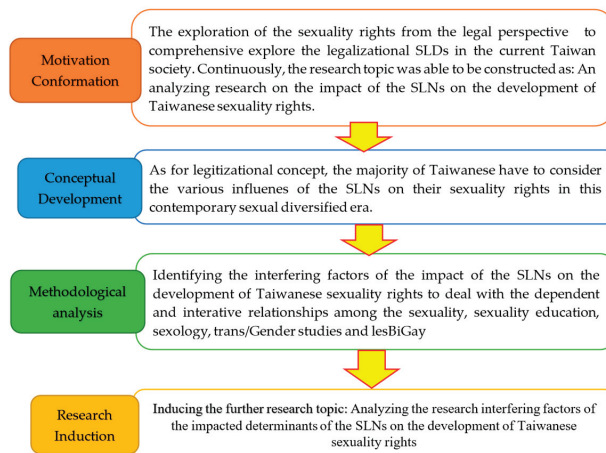 Motivation
Conformation
The exploration of the sexuality rights from the legal perspective to
comprehensive explore the legalizational SLDs in the current Taiwan
society. Continuously, the research topic was able to be constructed as: An
analyzing research on the impact of the SLNs on the development of
Taiwanese sexuality rights.
Conceptual
Development
As for legitizational concept, the majority of Taiwanese have to consider
the various influenes of the SLNs on their sexuality rights in this
contemporary sexual diversified era.
Methodological
analysis
Identifying the interfering factors of the impact of the SLNs on the
development of Taiwanese sexuality rights to deal with the dependent
and interative relationships among the sexuality, sexuality education,
sexology, trans/Gender studies and lesBiGay
Research
Induction
Inducing the further research topic: Analyzing the research interfering factors
of the impacted determinants of the SLNs on the development of Taiwanese
sexuality rights